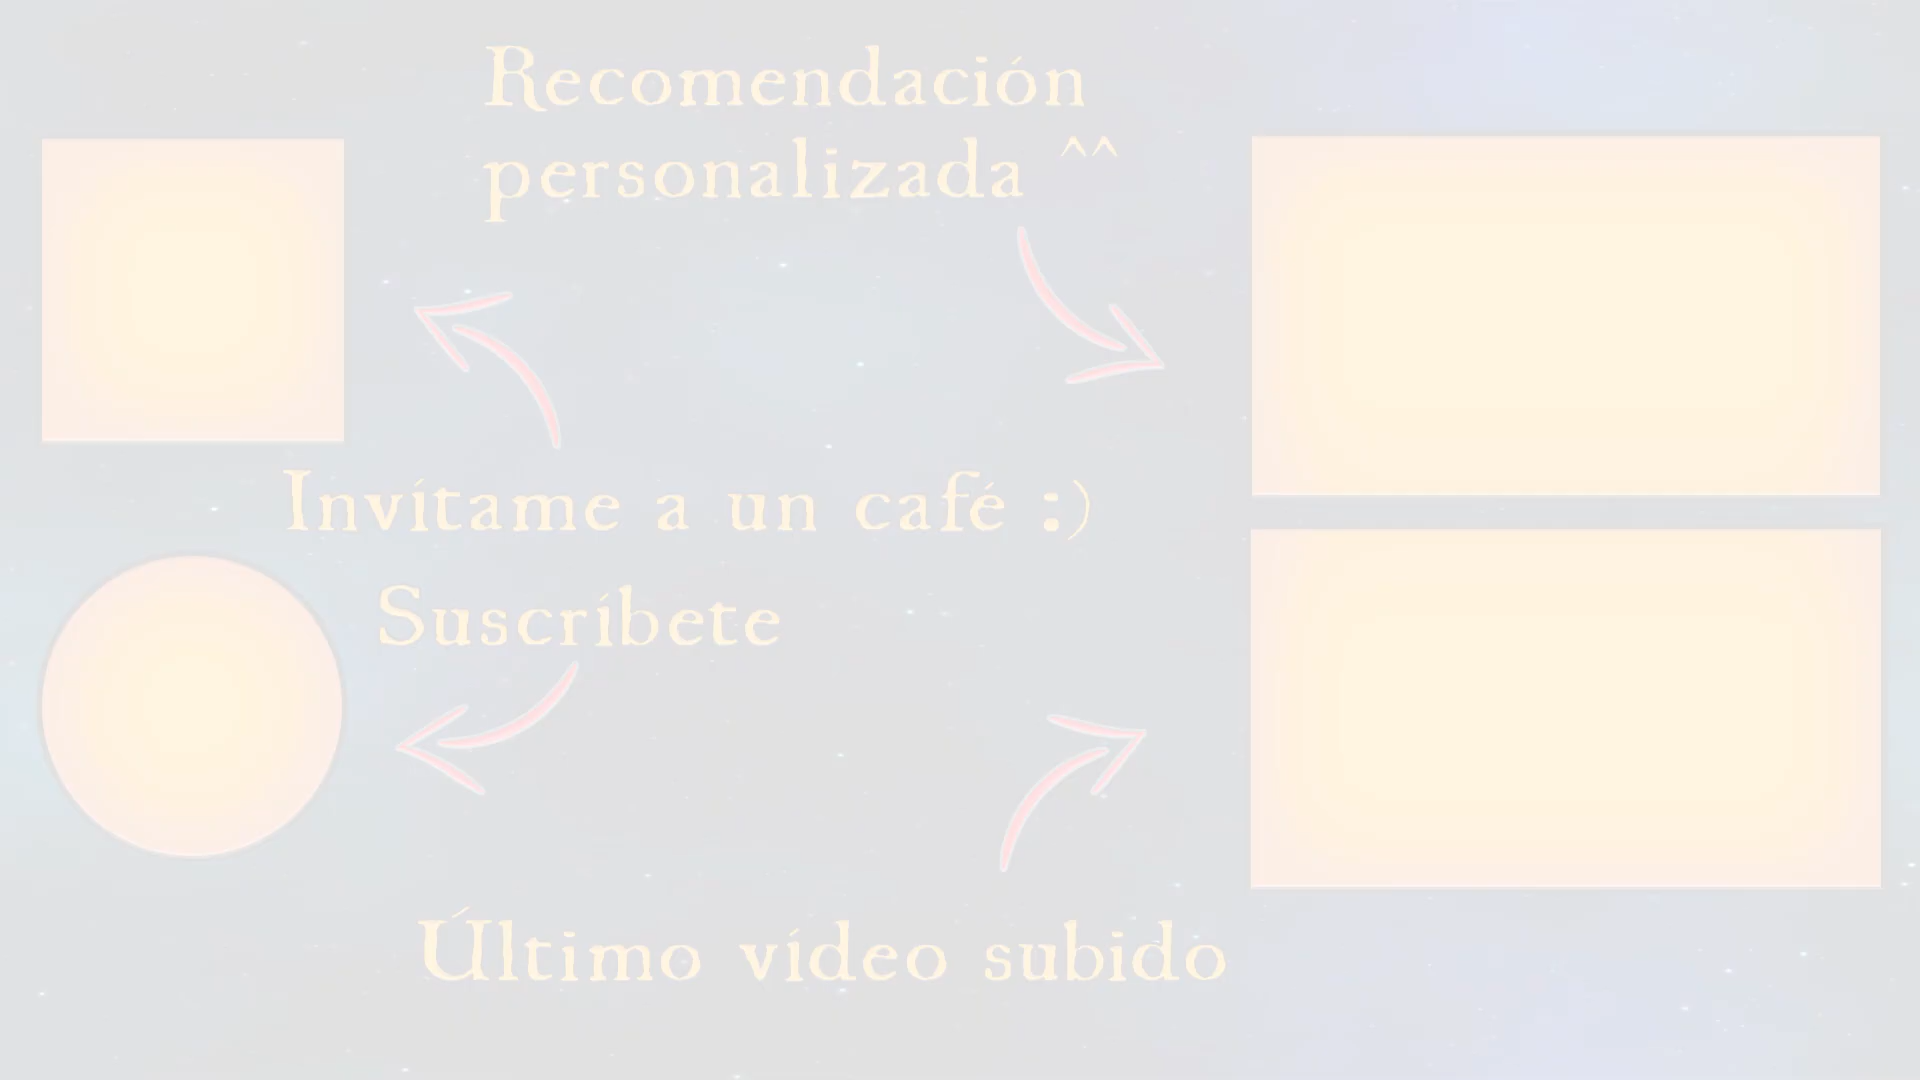 Recomendación
personalizada ^^
Invítame a un café :)
Suscríbete
Último vídeo subido